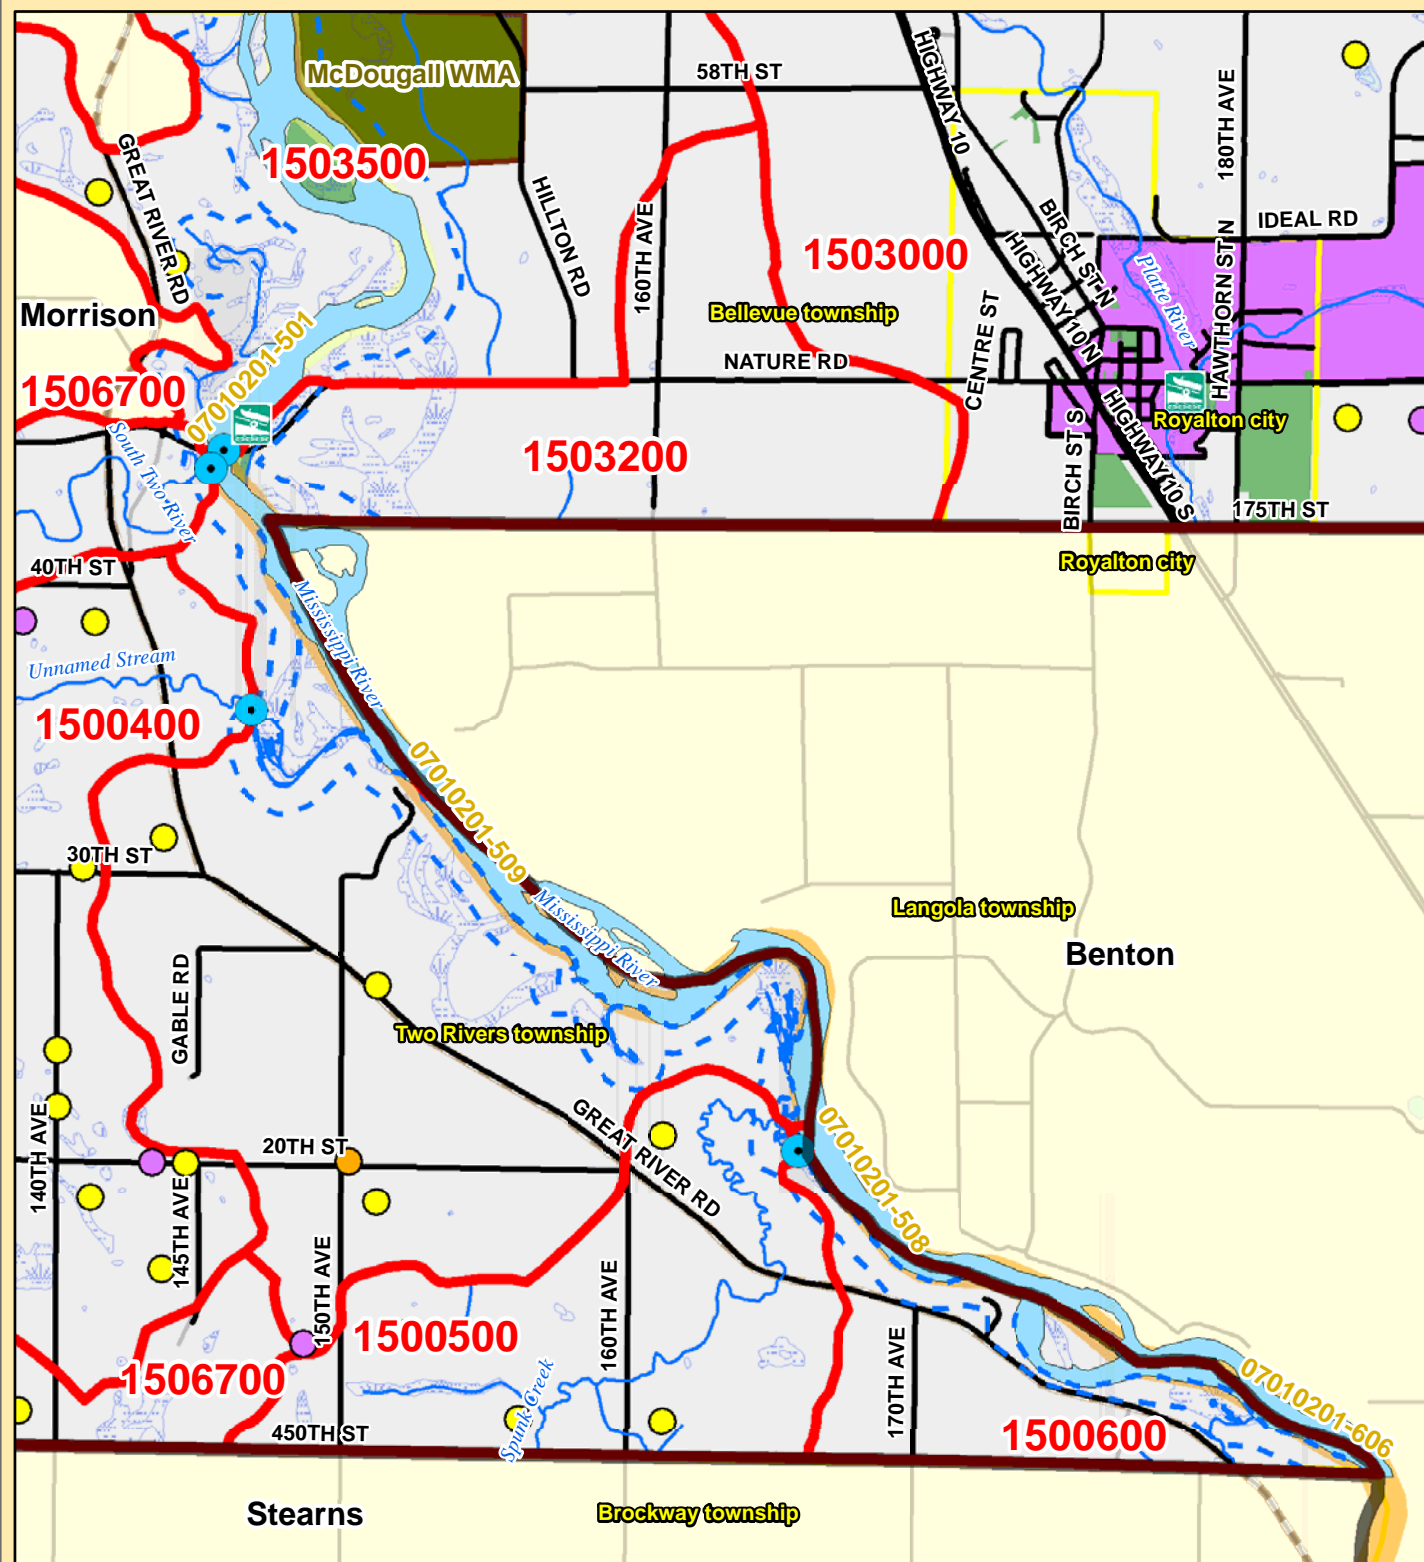 McDougall WMA
58TH ST
HIGHWAY 10
180TH AVE
GREAT RIVER RD
1503500
HILLTON RD
160TH AVE
1503000
BIRCH ST N
IDEAL RD
HIGHWAY 10 N
Platte River
HAWTHORN ST N
Morrison
07010201-501
Bellevue township
CENTRE ST
NATURE RD
1506700
South Two River
1503200
BIRCH ST S
HIGHWAY 10 S
Royalton city
175TH ST
40TH ST
Royalton city
Mississippi River
Unnamed Stream
1500400
07010201-509
30TH ST
Mississippi River
Langola township
Benton
GABLE RD
Two Rivers township
140TH AVE
20TH ST
GREAT RIVER RD
07010201-508
145TH AVE
150TH AVE
1500500
160TH AVE
170TH AVE
1506700
Spunk Creek
450TH ST
1500600
07010201-606
Stearns
Brockway township